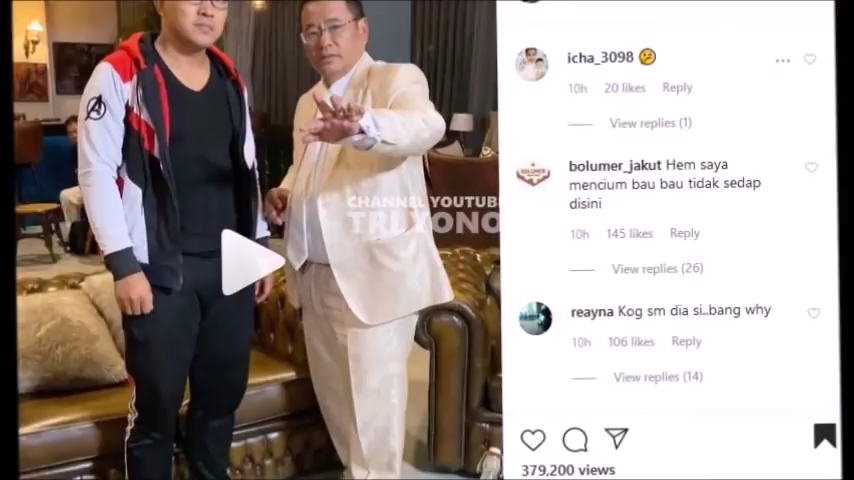 icha_3098
10h 20 likes Reply
View replies (1)
bolumer_jakut Hem saya
mencium bau bau tidak sedap
disini
10h 145 likes Reply
View replies (26)
reayna Kog sm dia si..bang why
10h 106 likes Reply
View replies (14)
379,200 views
CHANNEL YOUTUBE
TRI YONO